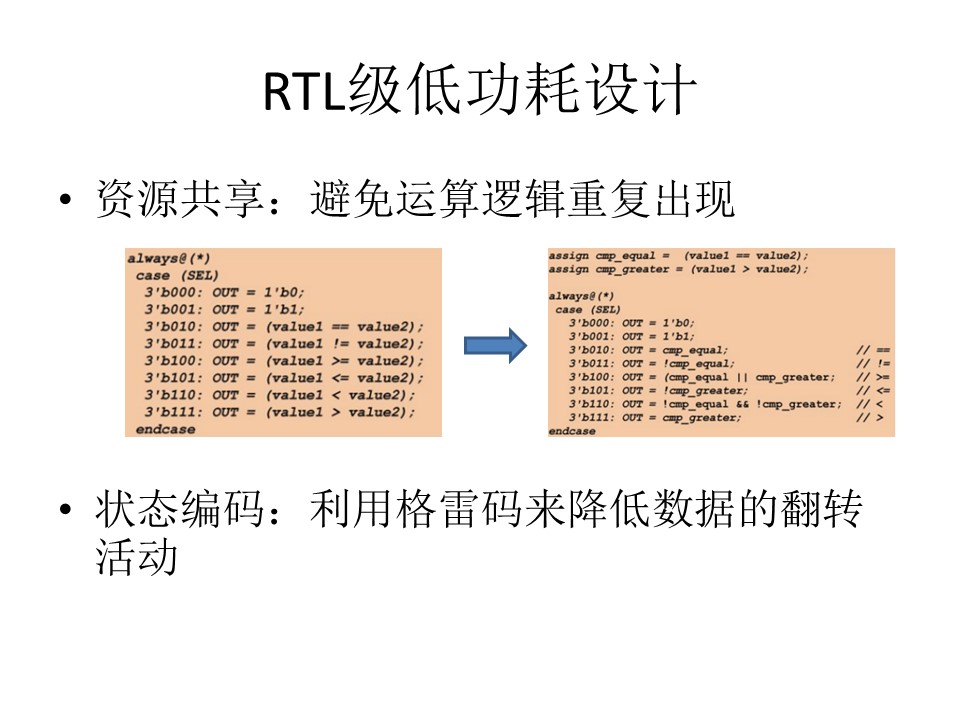 RTL级低功耗设计
• 资源共享：避免运算逻辑重复出现
always@(*)
case (SEL)
3'b000: OUT = 1'b0;
3'b001: OUT = 1'b1;
3'b010: OUT = (value1 == value2);
3'b011: OUT = (value1 != value2);
3'b100: OUT = (value1 >= value2);
3'b101: OUT = (value1 <= value2);
3'b110: OUT = (value1 < value2);
3'b111: OUT = (value1 > value2);
endcase
assign cmp_equal = (value1 == value2);
assign cmp_greater = (value1 > value2);
always@(*)
case (SEL)
3'b000: OUT = 1'b0;
3'b001: OUT = 1'b1;
3'b010: OUT = cmp_equal; // ==
3'b011: OUT = !cmp_equal; // !=
3'b100: OUT = (cmp_equal || cmp_greater; // >=
3'b101: OUT = !cmp_greater; // <=
3'b110: OUT = !cmp_equal && !cmp_greater; // <
3'b111: OUT = cmp_greater; // >
endcase
• 状态编码：利用格雷码来降低数据的翻转
活动